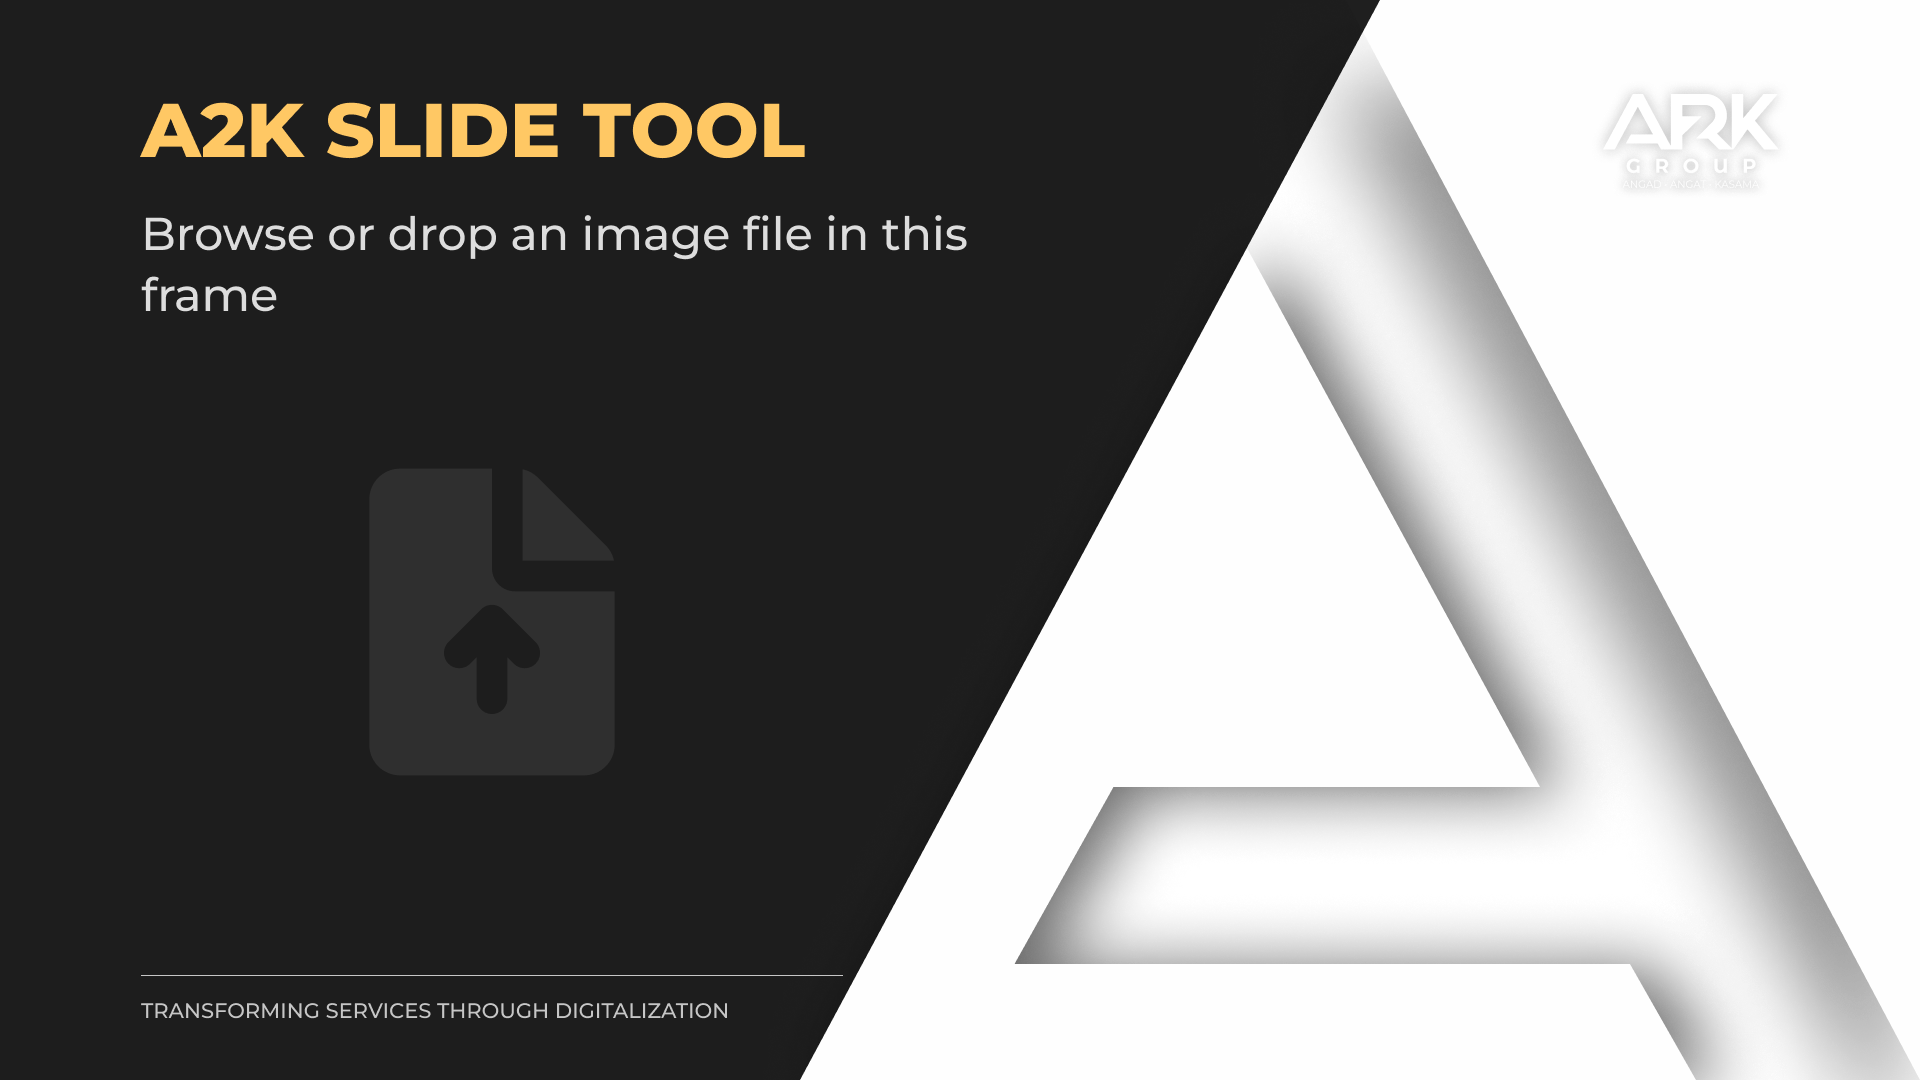 A2K SLIDE TOOL
Browse or drop an image file in this
frame
ARK
GROUP
TRANSFORMING SERVICES THROUGH DIGITALIZATION